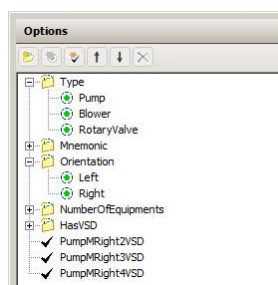 Options
Type
Pump
Blower
RotaryValve
Mnemonic
Orientation
Left
Right
NumberOfEquipments
HasVSD
PumpMRight2VSD
PumpMRight3VSD
PumpMRight4VSD